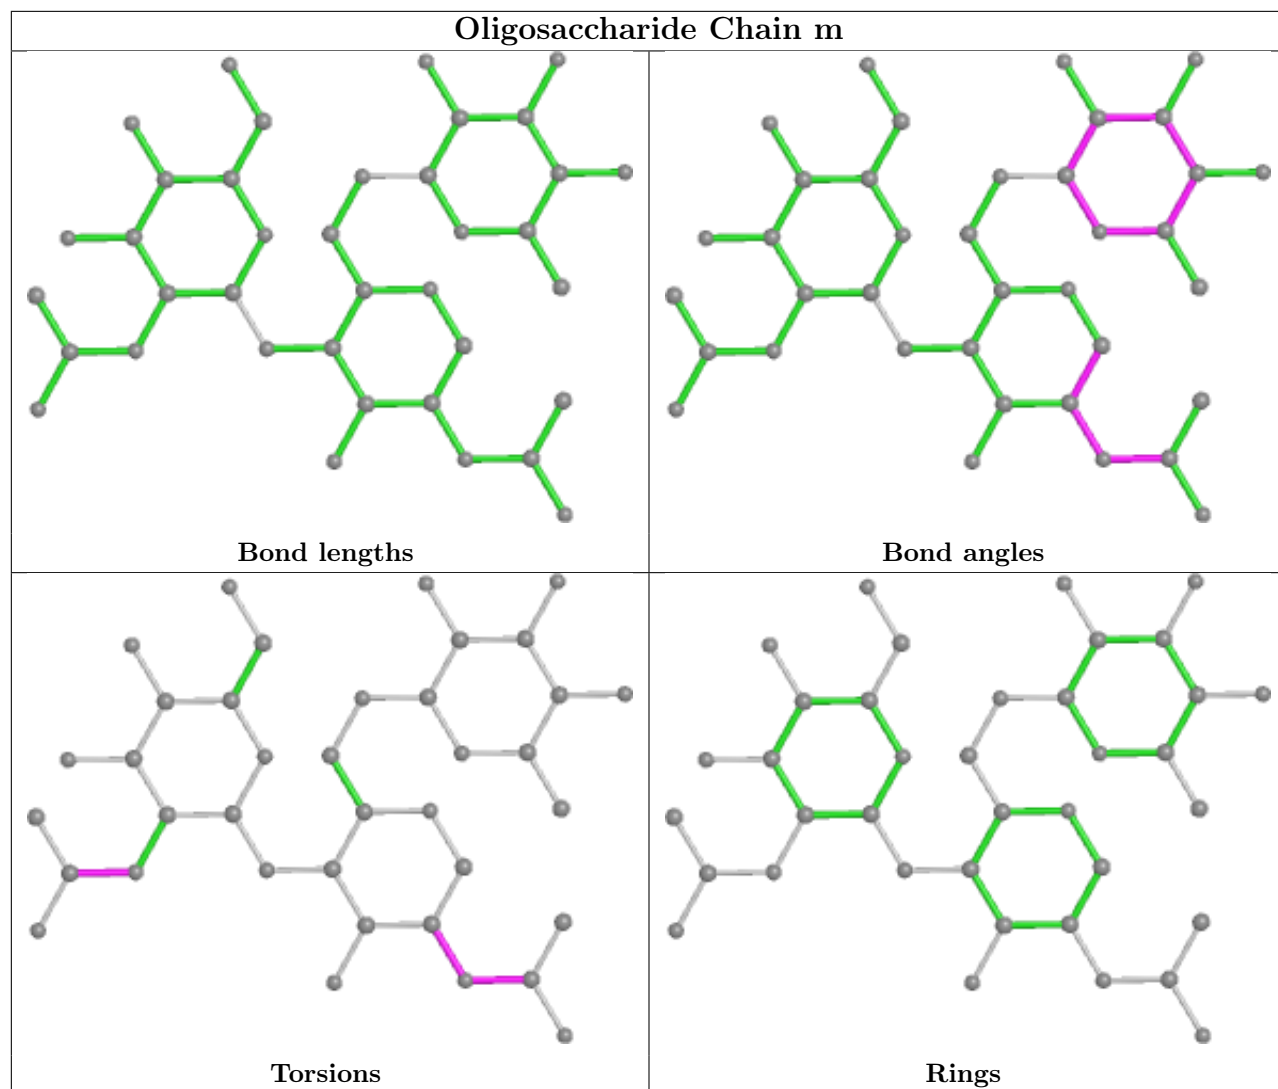 Oligosaccharide Chain m
Bond lengths
Bond angles
Torsions
Rings